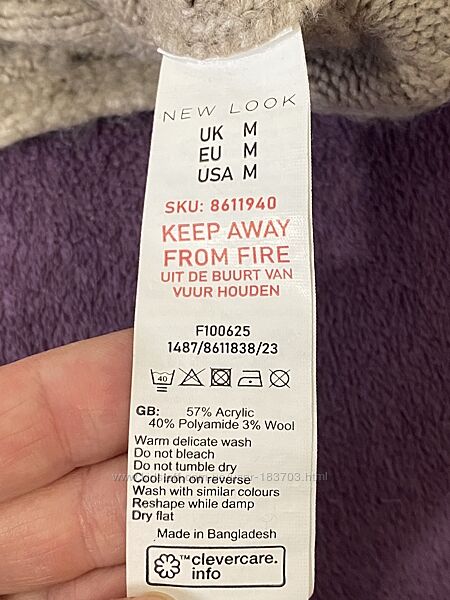 NEW LOOK
UK M
EU M
USA M
SKU: 8611940
KEEP AWAY
FROM FIRE
UIT DE BUURT VAN
VUUR HOUDEN
F100625
1487/8611838/23
40
GB: 57% Acrylic
40% Polyamide 3% Wool
Warm delicate wash
Do not bleach
Do not tumble dry
Cool iron on reverse
Wash with similar colours
Reshape while damp
Dry flat
Made in Bangladesh
™clevercare.
info